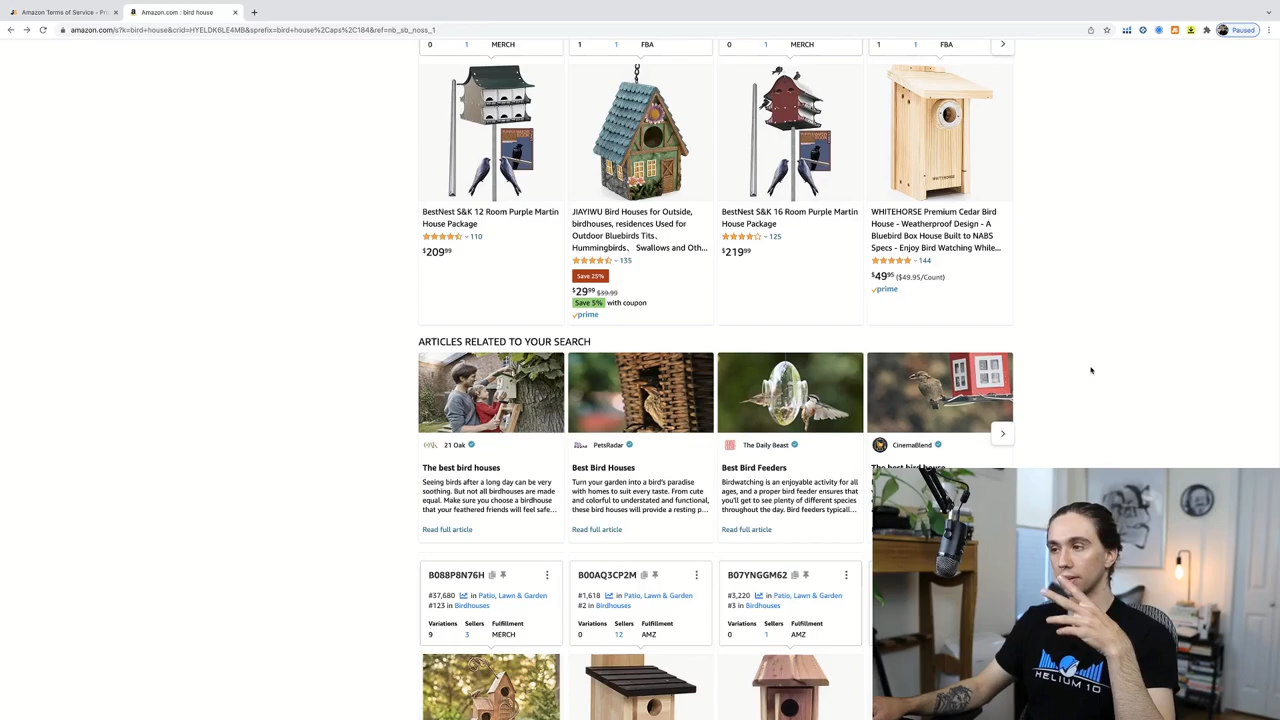 Amazon Terms of Service - Pr
Amazon.com : bird house
amazon.com/s?k=bird+house&crid=HYELDK6LE4MB&sprefix=bird+house%2Caps%2C184&ref=nb_sb_noss_1
Paused
0 1 MERCH
1 1 FBA
0 1 MERCH
1 1 FBA
BestNest S&K 12 Room Purple Martin
House Package
110
$209.99
JIAYIWU Bird Houses for Outside,
birdhouses, residences Used for
Outdoor Bluebirds Tits、
Hummingbirds、 Swallows and Oth...
135
Save 25%
$29.99 $39.99
Save 5% with coupon
prime
BestNest S&K 16 Room Purple Martin
House Package
125
$219.99
WHITEHORSE Premium Cedar Bird
House - Weatherproof Design - A
Bluebird Box House Built to NABS
Specs - Enjoy Bird Watching While...
144
$49.95 ($49.95/Count)
prime
ARTICLES RELATED TO YOUR SEARCH
21 Oak
The best bird houses
Seeing birds after a long day can be very
soothing. But not all birdhouses are made
equal. Make sure you choose a birdhouse
that your feathered friends will feel safe...
Read full article
PetsRadar
Best Bird Houses
Turn your garden into a bird's paradise
with homes to suit every taste. From cute
and colorful to understated and functional,
these bird houses will provide a resting p...
Read full article
The Daily Beast
Best Bird Feeders
Birdwatching is an enjoyable activity for all
ages, and a proper bird feeder ensures that
you'll get to see plenty of different species
throughout the day. Bird feeders typicall...
Read full article
CinemaBlend
The best bird house
B088P8N76H
#37,680 in Patio, Lawn & Garden
#123 in Birdhouses
Variations Sellers Fulfillment
9 3 MERCH
B00AQ3CP2M
#1,618 in Patio, Lawn & Garden
#2 in Birdhouses
Variations Sellers Fulfillment
0 12 AMZ
B07YNGGM62
#3,220 in Patio, Lawn & Garden
#3 in Birdhouses
Variations Sellers Fulfillment
0 1 AMZ
HELIUM 10